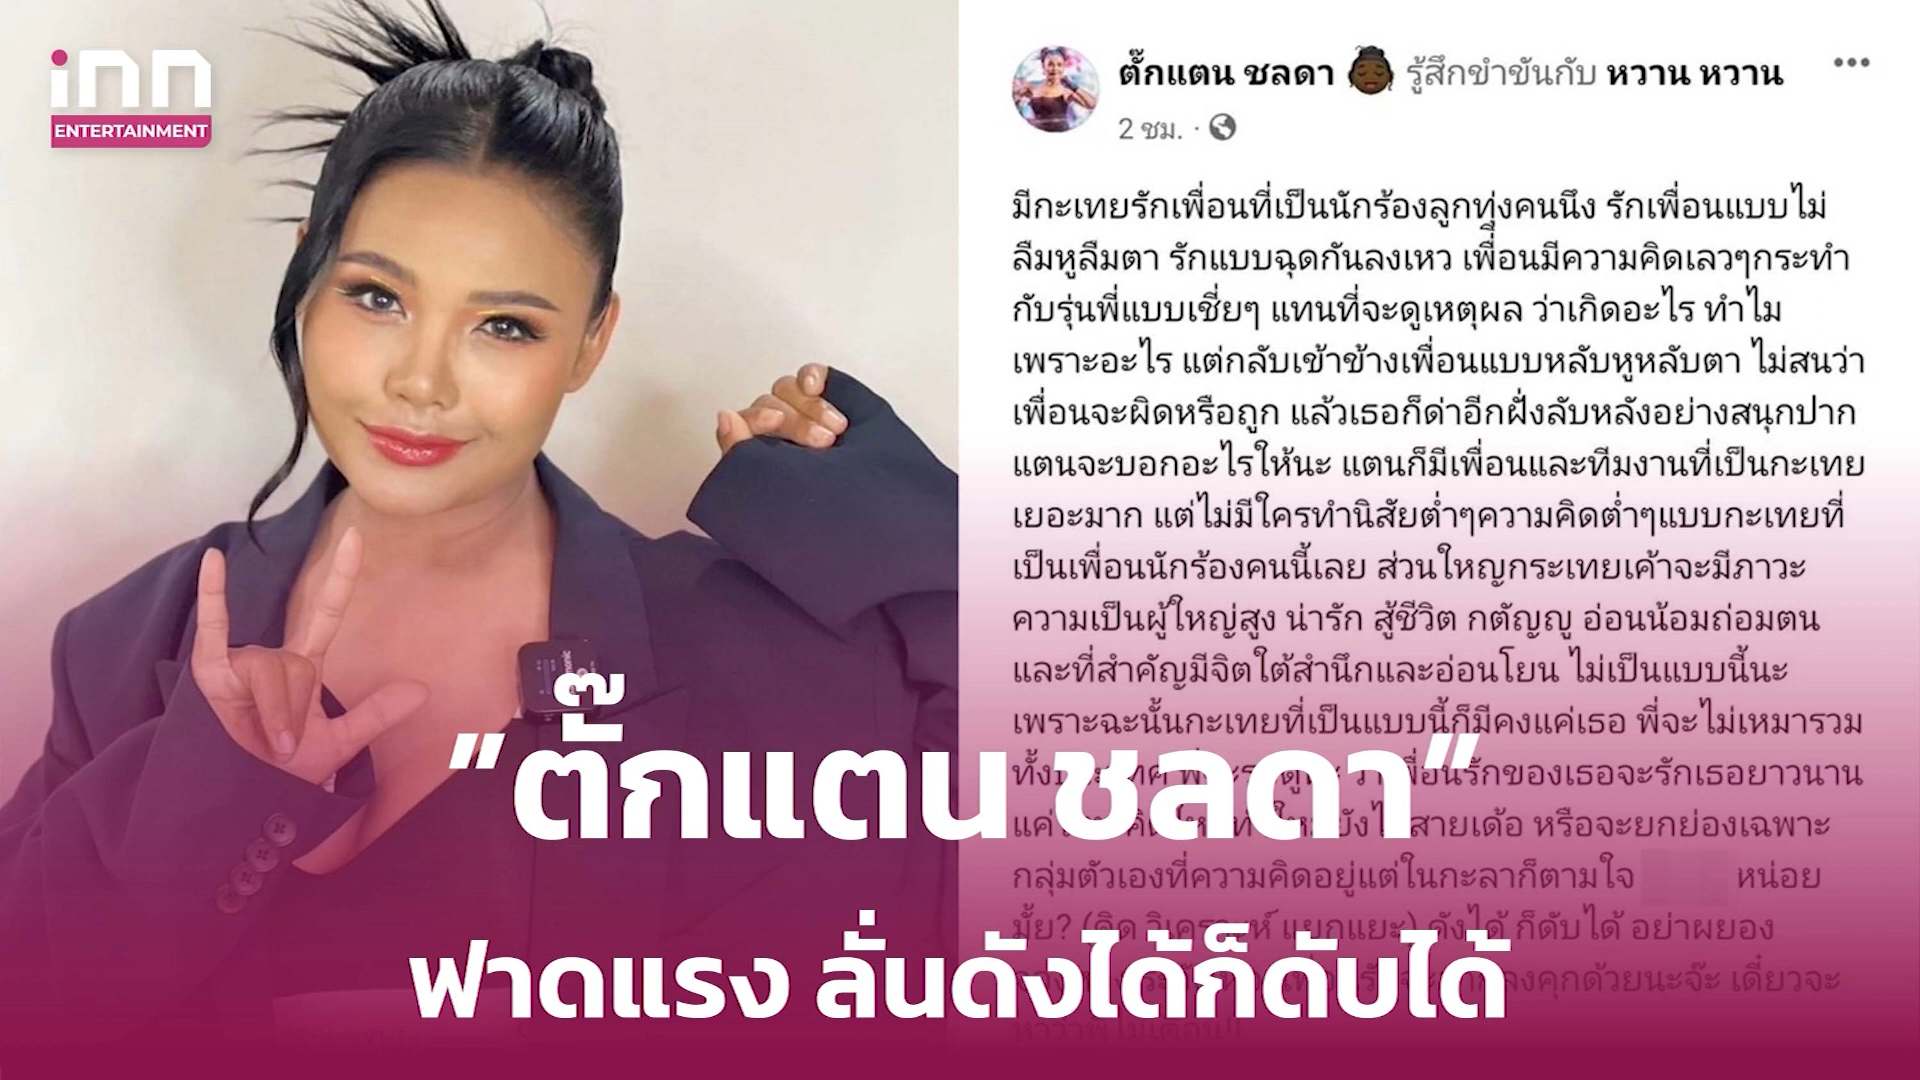 inn
ENTERTAINMENT
ตั๊กแตน ชลดา รู้สึกขำขันกับ หวาน หวาน
2 ชม. ·
มีกะเทยรักเพื่อนที่เป็นนักร้องลูกทุ่งคนนึง รักเพื่อนแบบไม่
ลืมหูลืมตา รักแบบฉุดกันลงเหว เพื่อนมีความคิดเลวๆกระทำ
กับรุ่นพี่แบบเชี่ยๆ แทนที่จะดูเหตุผล ว่าเกิดอะไร ทำไม
เพราะอะไร แต่กลับเข้าข้างเพื่อนแบบหลับหูหลับตา ไม่สนว่า
เพื่อนจะผิดหรือถูก แล้วเธอก็ด่าอีกฝั่งลับหลังอย่างสนุกปาก
แตนจะบอกอะไรให้นะ แตนก็มีเพื่อนและทีมงานที่เป็นกะเทย
เยอะมาก แต่ไม่มีใครทำนิสัยต่ำๆความคิดต่ำๆแบบกะเทยที่
เป็นเพื่อนนักร้องคนนี้เลย ส่วนใหญ่กระเทยเค้าจะมีภาวะ
ความเป็นผู้ใหญ่สูง น่ารัก สู้ชีวิต กตัญญู อ่อนน้อมถ่อมตน
และที่สำคัญมีจิตใต้สำนึกและอ่อนโยน ไม่เป็นแบบนี้นะ
เพราะฉะนั้นกะเทยที่เป็นแบบนี้ก็มีคงแค่เธอ พี่จะไม่เหมารวม
ว่าเพื่อนรักของเธอจะรักเธอยาวนาน
สายเด้อ หรือจะยกย่องเฉพาะ
กลุ่มตัวเองที่ความคิดอยู่แต่ในกะลาก็ตามใจ หน่อย
มั้ย? (คิด วิเคราะห์ แยกแยะ) ดังได้ ก็ดับได้ อย่าผยอง
ลงคุกด้วยนะจ๊ะ เดี๋ยวจะ
"ตั๊กแตน ชลดา"
ฟาดแรง ลั่นดังได้ก็ดับได้